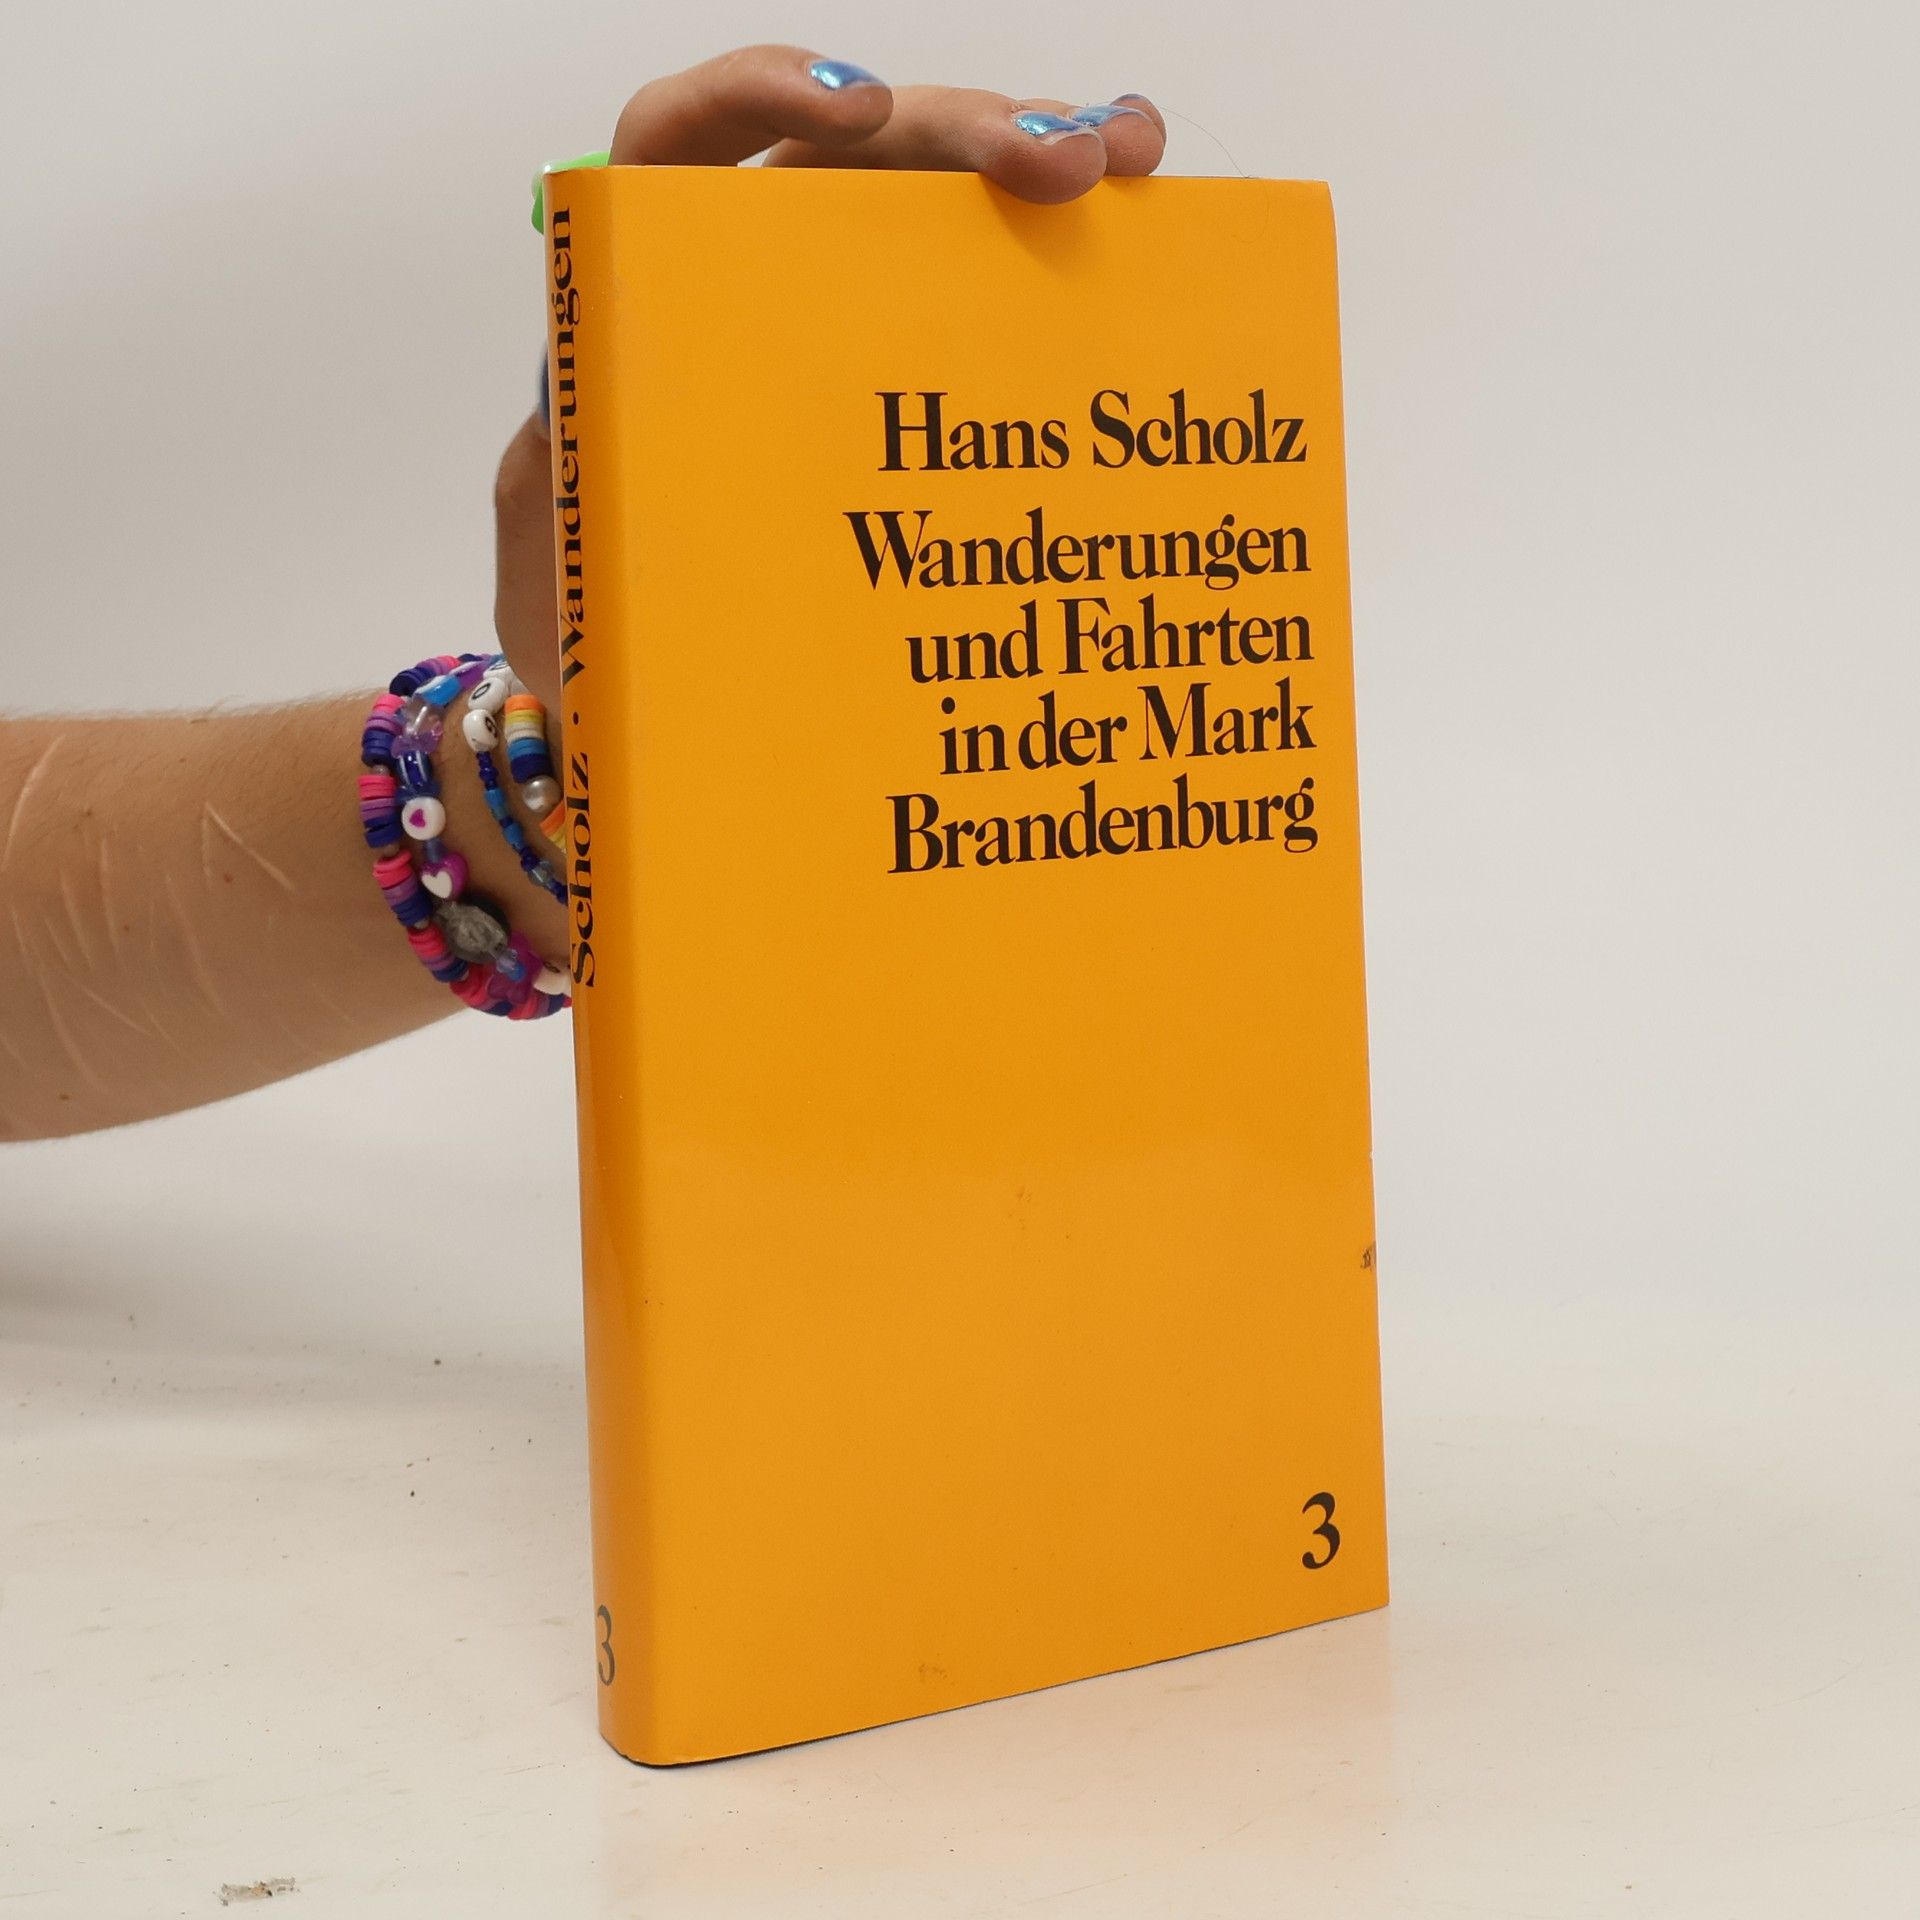 Hans Scholz
Wanderungen
und Fahrten
in der Mark
Brandenburg
3
Scholz · Wanderungen
3